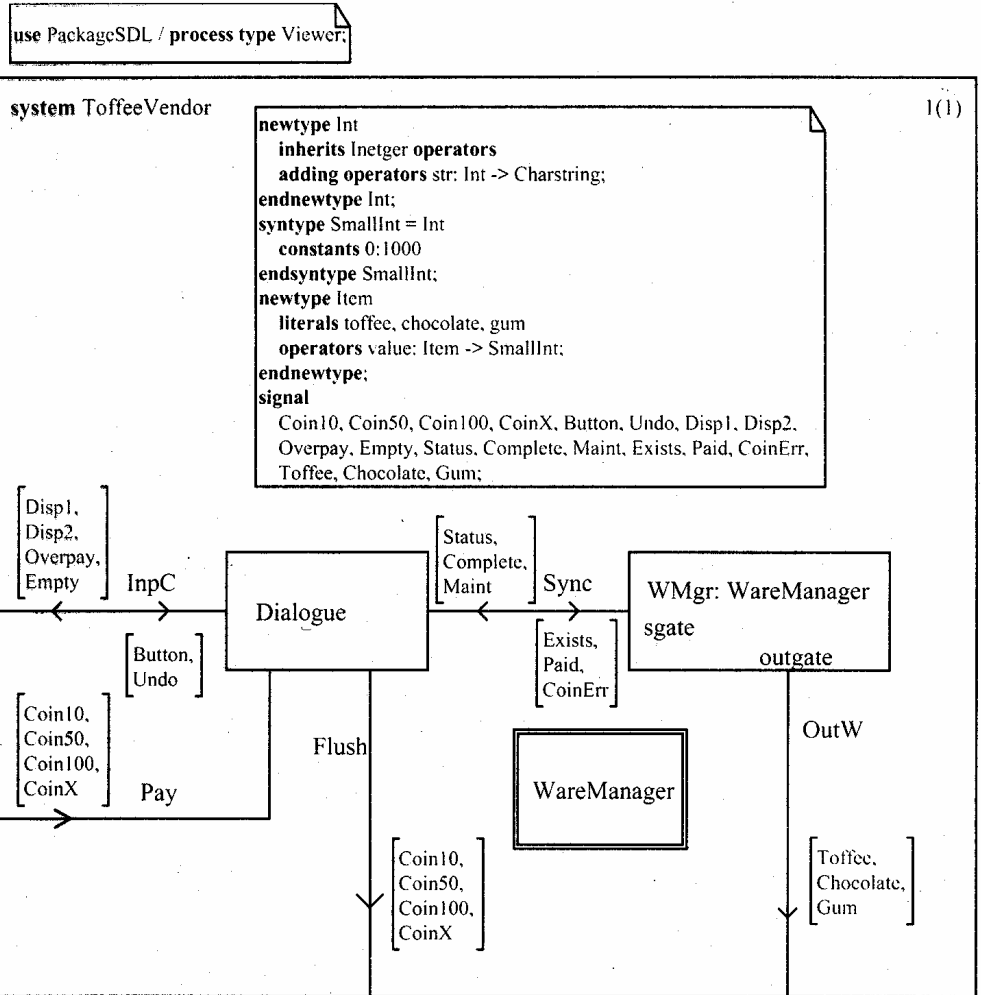 use PackageSDL / process type Viewer;
system ToffeeVendor
1(1)
newtype Int
inherits Inetger operators
adding operators str: Int -> Charstring;
endnewtype Int;
syntype SmallInt = Int
constants 0:1000
endsyntype SmallInt;
newtype Item
literals toffee, chocolate, gum
operators value: Item -> SmallInt;
endnewtype;
signal
Coin10, Coin50, Coin100, CoinX, Button, Undo, Disp1, Disp2,
Overpay, Empty, Status, Complete, Maint, Exists, Paid, CoinErr,
Toffee, Chocolate, Gum;
Disp1,
Disp2,
Overpay,
Empty
InpC
Button,
Undo
Dialogue
Status,
Complete,
Maint
Sync
Exists,
Paid,
CoinErr
WMgr: WareManager
sgate
outgate
Coin10,
Coin50,
Coin100,
CoinX
Pay
Flush
Coin10,
Coin50,
Coin100,
CoinX
WareManager
OutW
Toffee,
Chocolate,
Gum